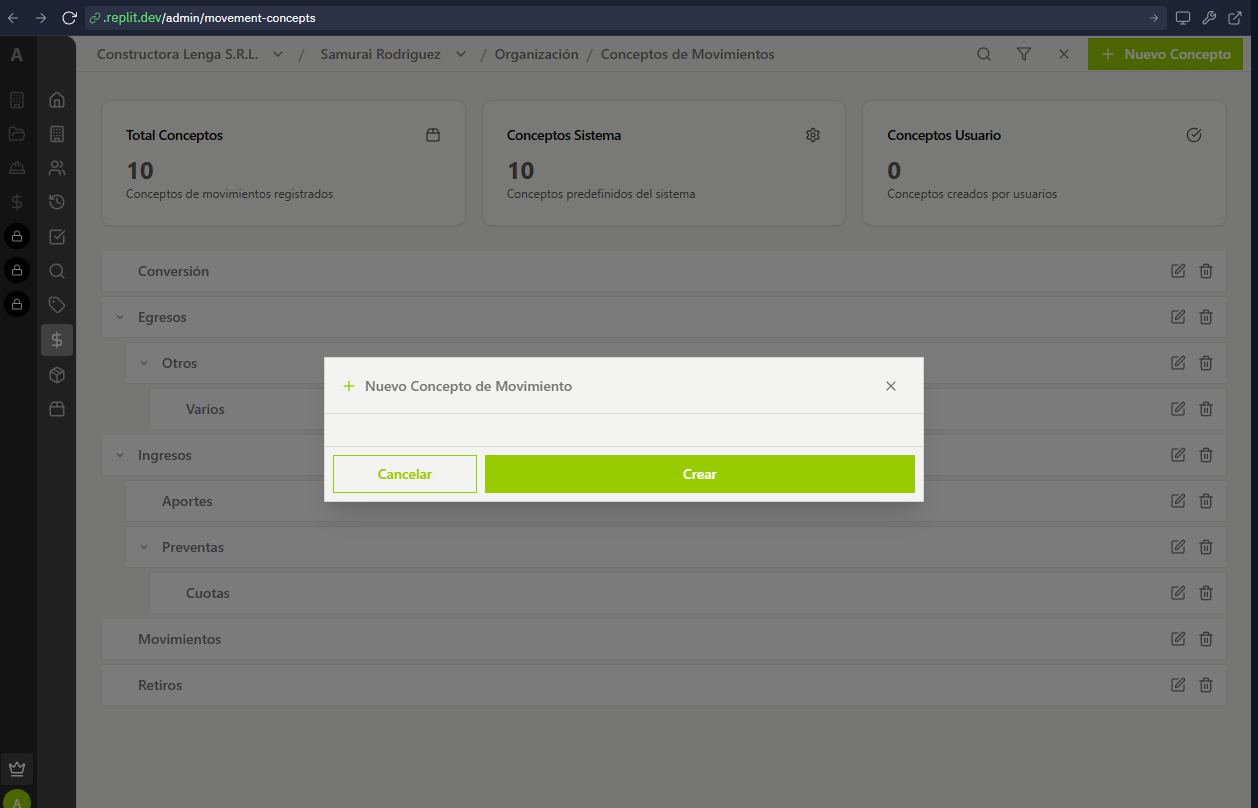 .replit.dev/admin/movement-concepts
A
Constructora Lenga S.R.L. / Samurai Rodriguez / Organización / Conceptos de Movimientos
+ Nuevo Concepto
Total Conceptos
10
Conceptos de movimientos registrados
Conceptos Sistema
10
Conceptos predefinidos del sistema
Conceptos Usuario
0
Conceptos creados por usuarios
Conversión
Egresos
Otros
Varios
Ingresos
Aportes
Preventas
Cuotas
Movimientos
Retiros
+ Nuevo Concepto de Movimiento
Cancelar
Crear
A